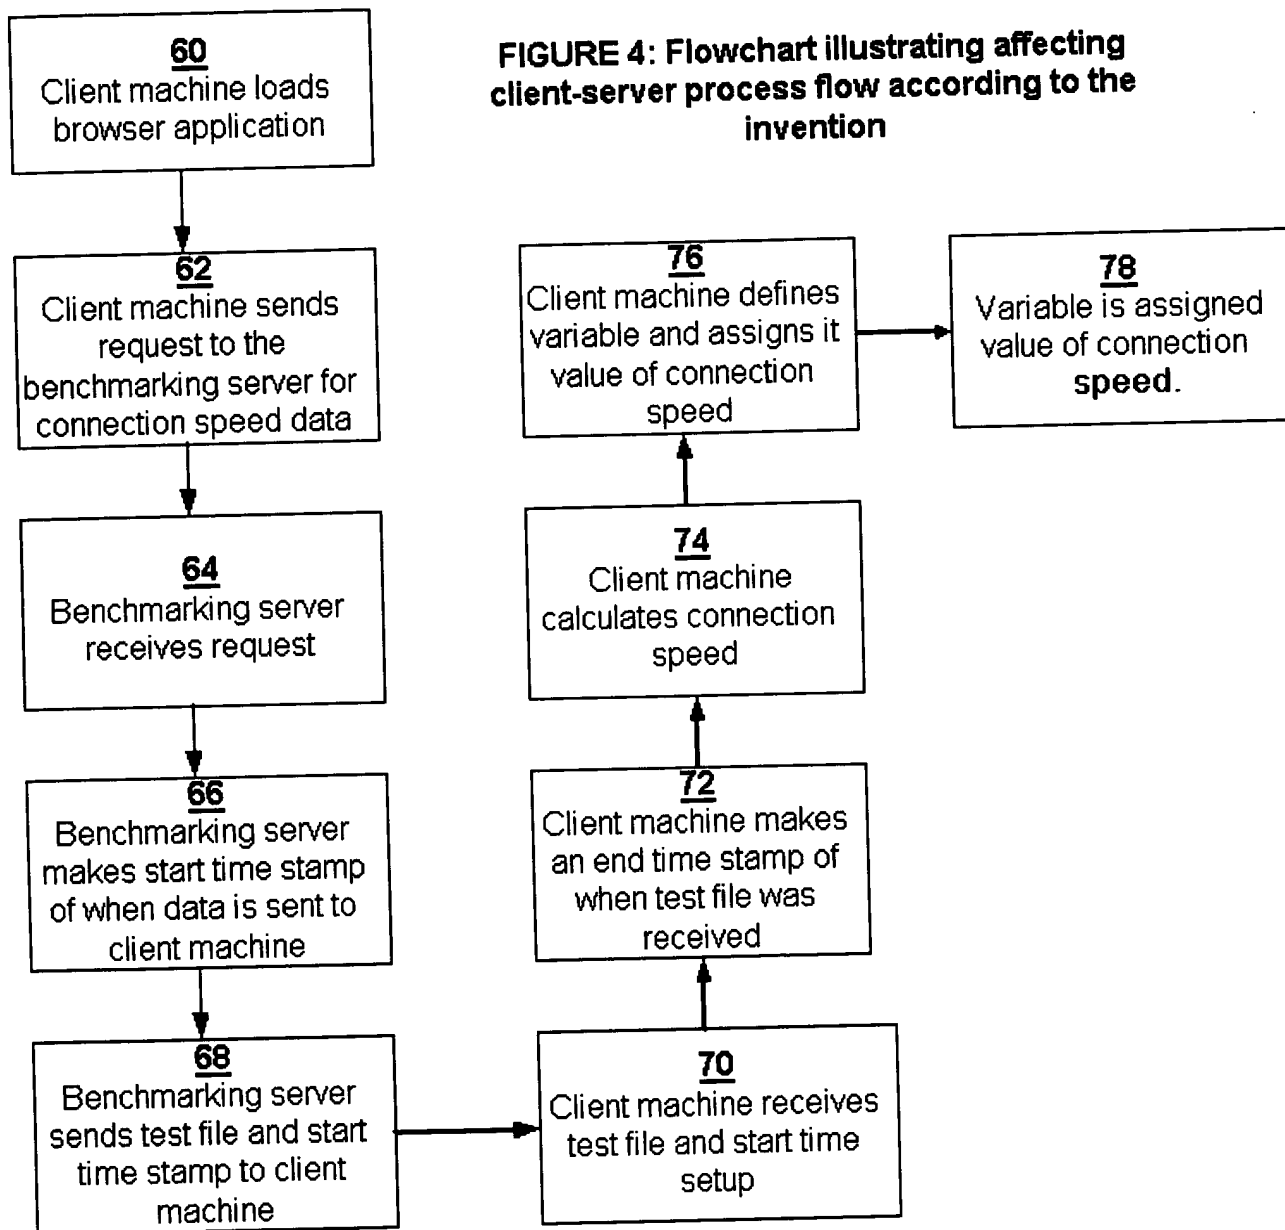 FIGURE 4: Flowchart illustrating affecting
client-server process flow according to the
invention
60
Client machine loads
browser application
62
Client machine sends
request to the
benchmarking server for
connection speed data
64
Benchmarking server
receives request
66
Benchmarking server
makes start time stamp
of when data is sent to
client machine
68
Benchmarking server
sends test file and start
time stamp to client
machine
70
Client machine receives
test file and start time
setup
72
Client machine makes
an end time stamp of
when test file was
received
74
Client machine
calculates connection
speed
76
Client machine defines
variable and assigns it
value of connection
speed
78
Variable is assigned
value of connection
speed.